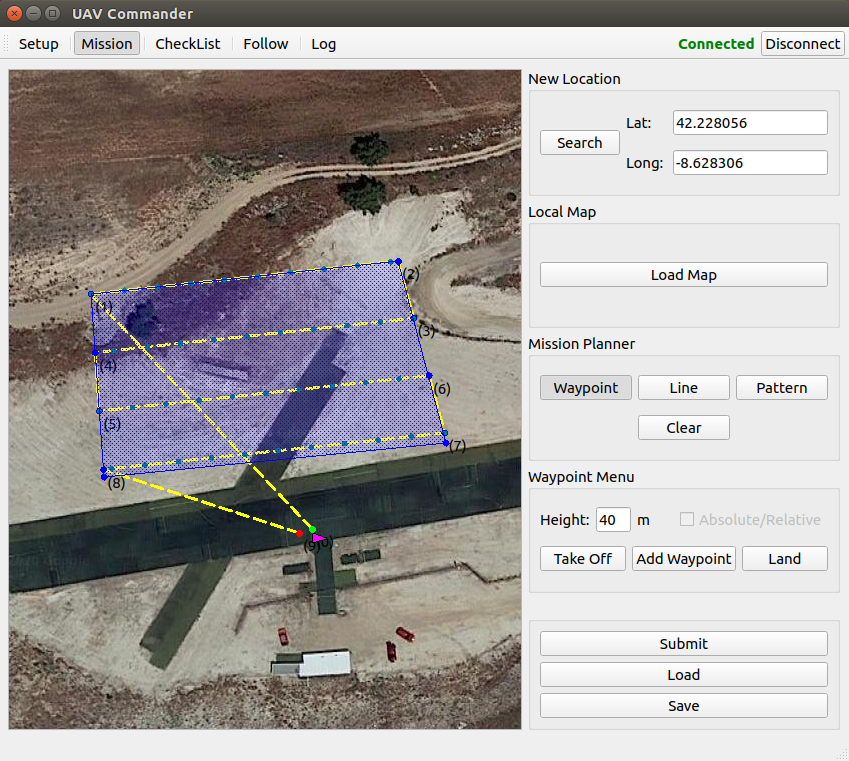 UAV Commander
Setup Mission CheckList Follow Log Connected Disconnect
New Location
Search
Lat: 42.228056
Long: -8.628306
Local Map
Load Map
Mission Planner
Waypoint Line Pattern
Clear
Waypoint Menu
Height: 40 m Absolute/Relative
Take Off Add Waypoint Land
Submit
Load
Save
(2)
(3)
(4)
(6)
(5)
(7)
(8)
(9)